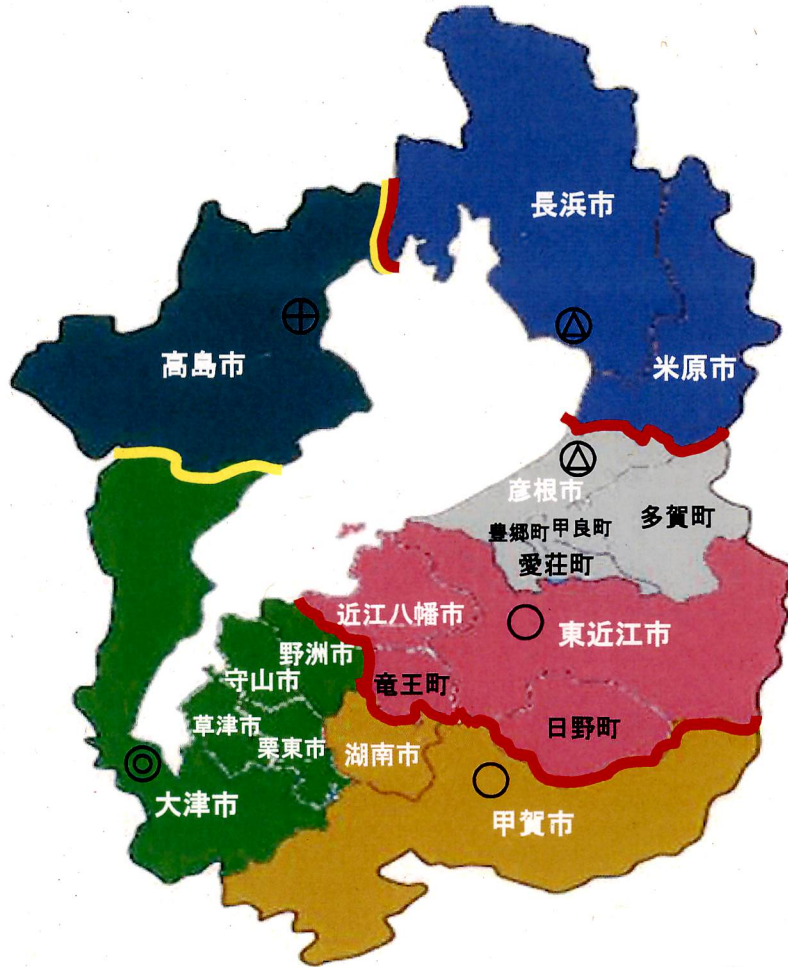 長浜市
米原市
高島市
彦根市
多賀町
豊郷町
甲良町
愛荘町
近江八幡市
東近江市
野洲市
守山市
竜王町
草津市
日野町
栗東市
湖南市
大津市
甲賀市